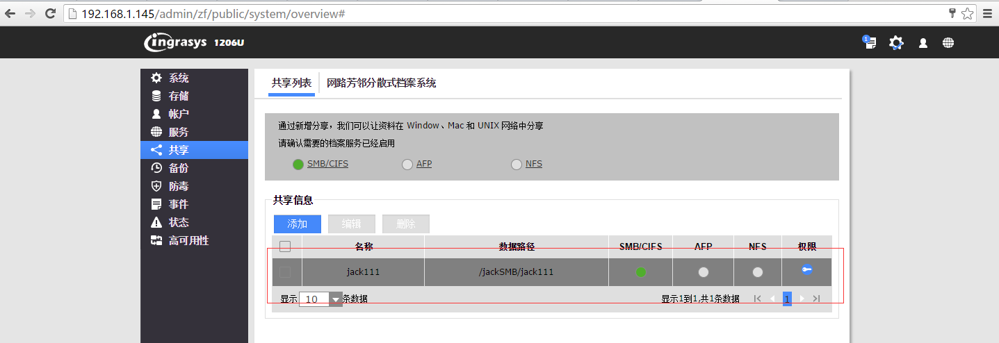 192.168.1.145/admin/zf/public/system/overview#
ingrasys 1206U
1
系统
存储
帐户
服务
共享
备份
防毒
事件
状态
高可用性
共享列表 网路芳邻分散式档案系统
通过新增分享，我们可以让资料在 Window、Mac 和 UNIX 网络中分享
请确认需要的档案服务已经启用
SMB/CIFS AFP NFS
共享信息
添加 编辑 删除
名称 数据路径 SMB/CIFS AFP NFS 权限
jack111 /jackSMB/jack111
显示 10 条数据 显示1到1,共1条数据 1